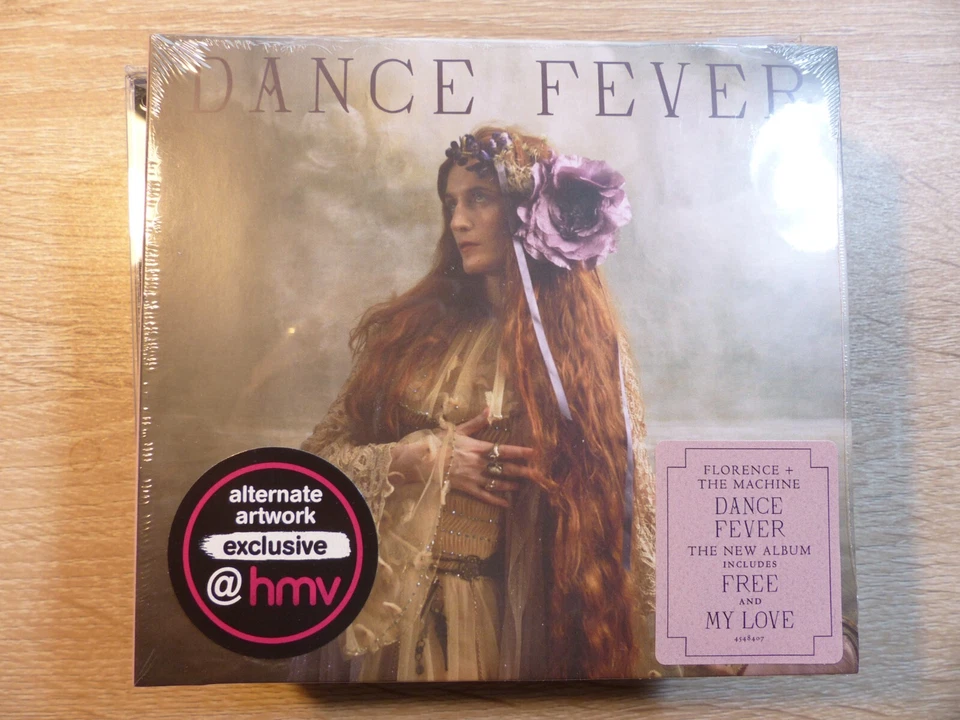 DANCE FEVER
alternate
artwork
exclusive
@hmv
FLORENCE +
THE MACHINE
DANCE
FEVER
THE NEW ALBUM
INCLUDES
FREE
AND
MY LOVE
4548407